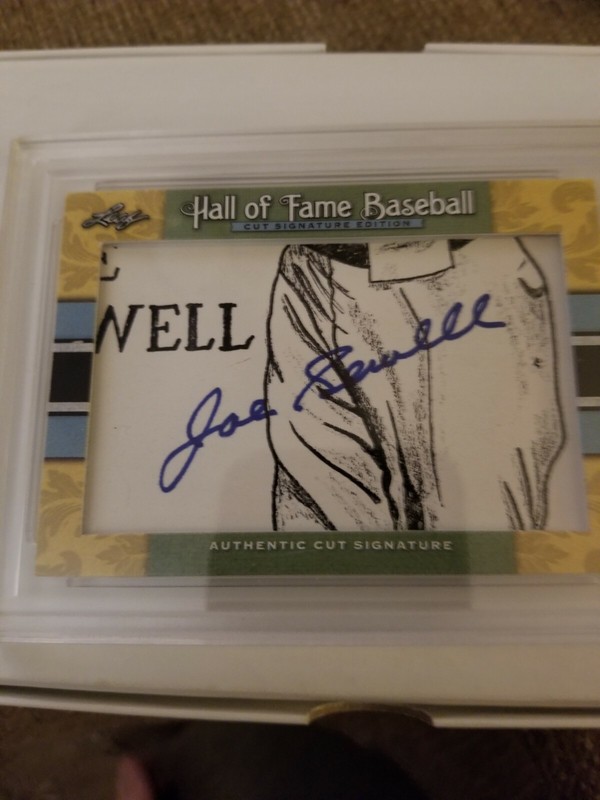 Leaf
Hall of Fame Baseball
CUT SIGNATURE EDITION
WELL
Joe Sewell
AUTHENTIC CUT SIGNATURE